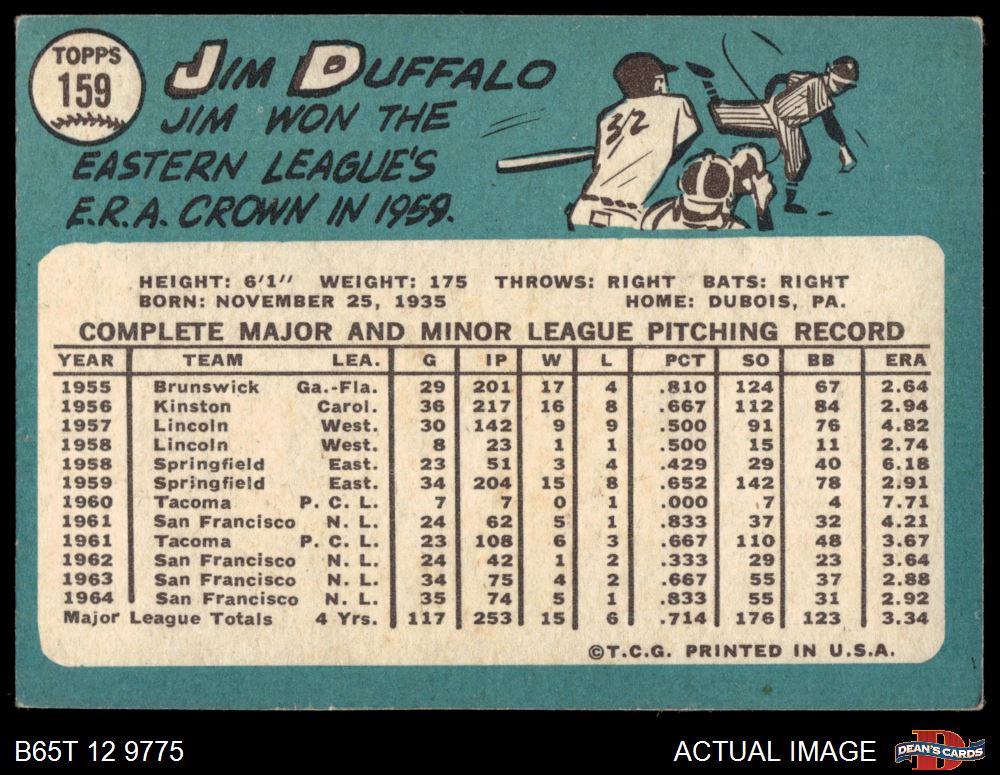 TOPPS
159
JIM DUFFALO
JIM WON THE
EASTERN LEAGUE'S
E.R.A. CROWN IN 1959.
32
HEIGHT: 6'1" WEIGHT: 175 THROWS: RIGHT BATS: RIGHT
BORN: NOVEMBER 25, 1935 HOME: DUBOIS, PA.
COMPLETE MAJOR AND MINOR LEAGUE PITCHING RECORD
YEAR TEAM LEA. G IP W L PCT SO BB ERA
1955 Brunswick Ga.-Fla. 29 201 17 4 .810 124 67 2.64
1956 Kinston Carol. 36 217 16 8 .667 112 84 2.94
1957 Lincoln West. 30 142 9 9 .500 91 76 4.82
1958 Lincoln West. 8 23 1 1 .500 15 11 2.74
1958 Springfield East. 23 51 3 4 .429 29 40 6.18
1959 Springfield East. 34 204 15 8 .652 142 78 2.91
1960 Tacoma P. C. L. 7 7 0 1 .000 7 4 7.71
1961 San Francisco N. L. 24 62 5 1 .833 37 32 4.21
1961 Tacoma P. C. L. 23 108 6 3 .667 110 48 3.67
1962 San Francisco N. L. 24 42 1 2 .333 29 23 3.64
1963 San Francisco N. L. 34 75 4 2 .667 55 37 2.88
1964 San Francisco N. L. 35 74 5 1 .833 55 31 2.92
Major League Totals 4 Yrs. 117 253 15 6 .714 176 123 3.34
©T.C.G. PRINTED IN U.S.A.
B65T 12 9775 ACTUAL IMAGE DEAN'S CARDS